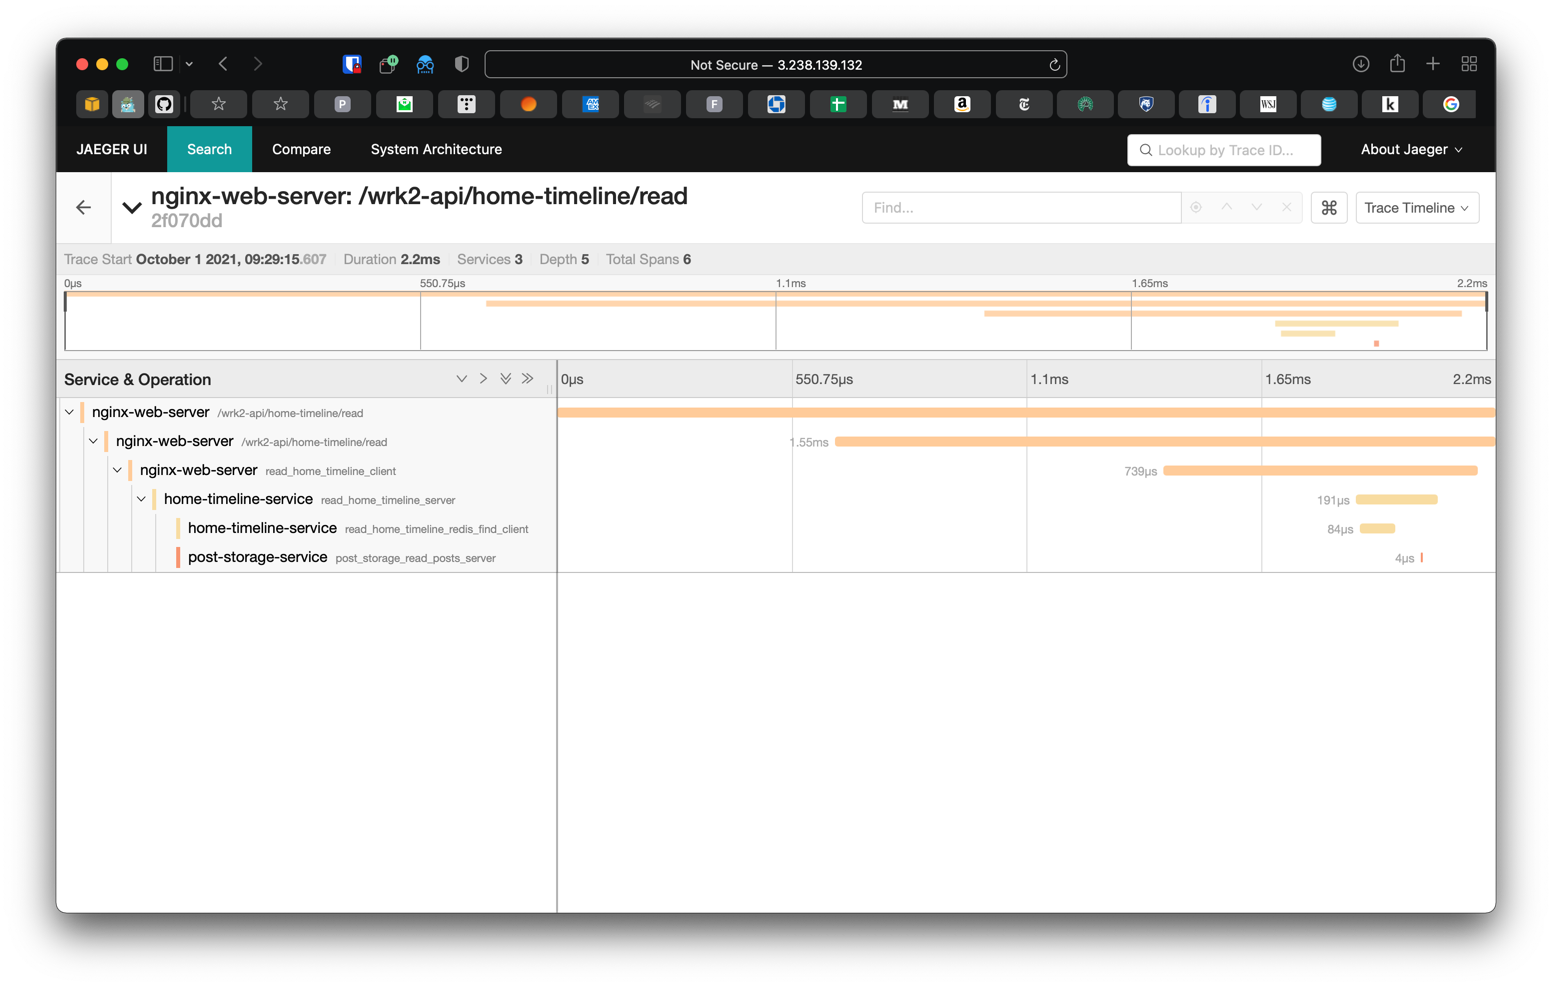 Not Secure — 3.238.139.132
P F M a T WSJ k G
JAEGER UI Search Compare System Architecture Lookup by Trace ID... About Jaeger
nginx-web-server: /wrk2-api/home-timeline/read
2f070dd
Find... ⌘ Trace Timeline
Trace Start October 1 2021, 09:29:15.607 Duration 2.2ms Services 3 Depth 5 Total Spans 6
0μs 550.75μs 1.1ms 1.65ms 2.2ms
Service & Operation 0μs 550.75μs 1.1ms 1.65ms 2.2ms
nginx-web-server /wrk2-api/home-timeline/read
nginx-web-server /wrk2-api/home-timeline/read 1.55ms
nginx-web-server read_home_timeline_client 739μs
home-timeline-service read_home_timeline_server 191μs
home-timeline-service read_home_timeline_redis_find_client 84μs
post-storage-service post_storage_read_posts_server 4μs